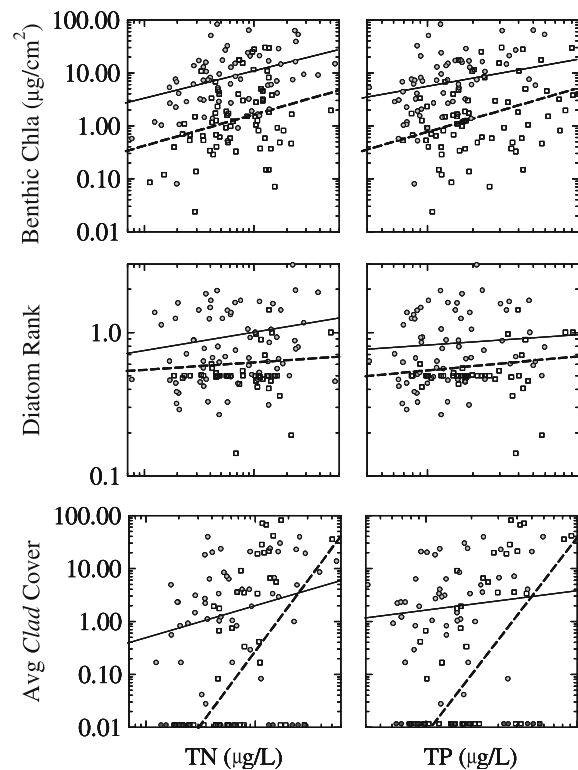 Benthic Chla (µg/cm²)
100.00
10.00
1.00
0.10
0.01
Diatom Rank
1.0
0.1
Avg Clad Cover
100.00
10.00
1.00
0.10
0.01
TN (µg/L)
TP (µg/L)